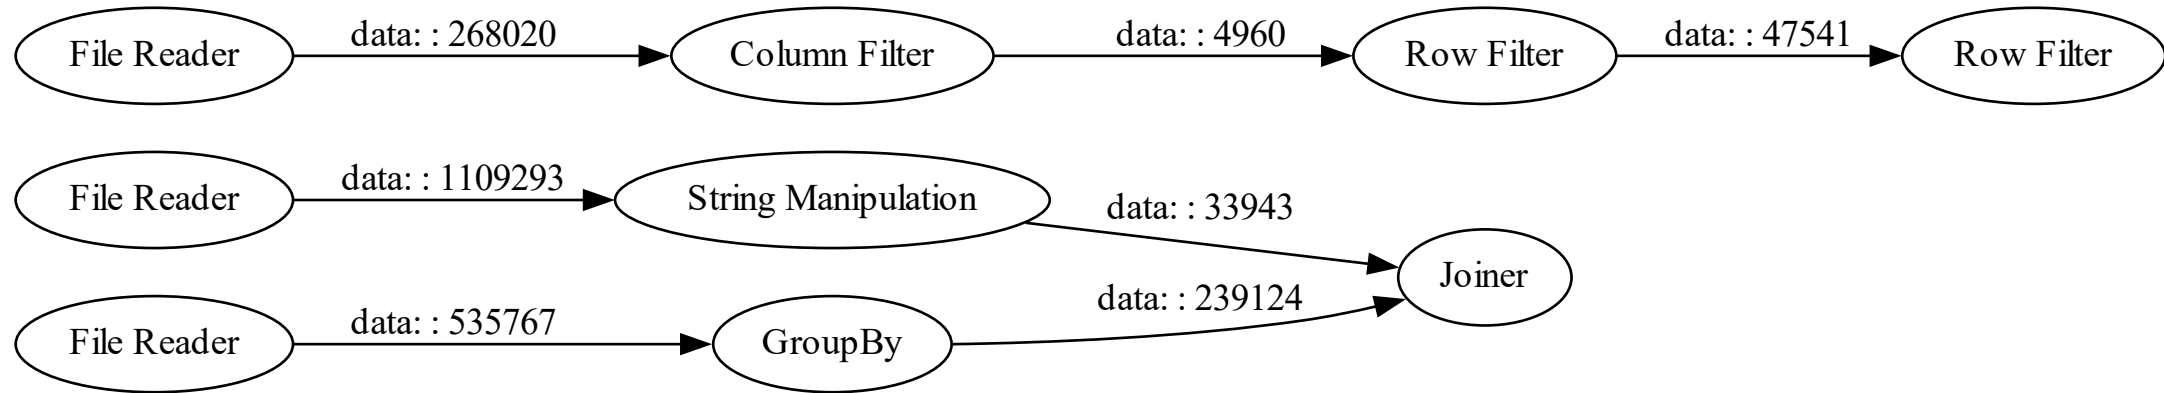 File Reader
data: : 268020
Column Filter
data: : 4960
Row Filter
data: : 47541
Row Filter
File Reader
data: : 1109293
String Manipulation
data: : 33943
Joiner
File Reader
data: : 535767
GroupBy
data: : 239124